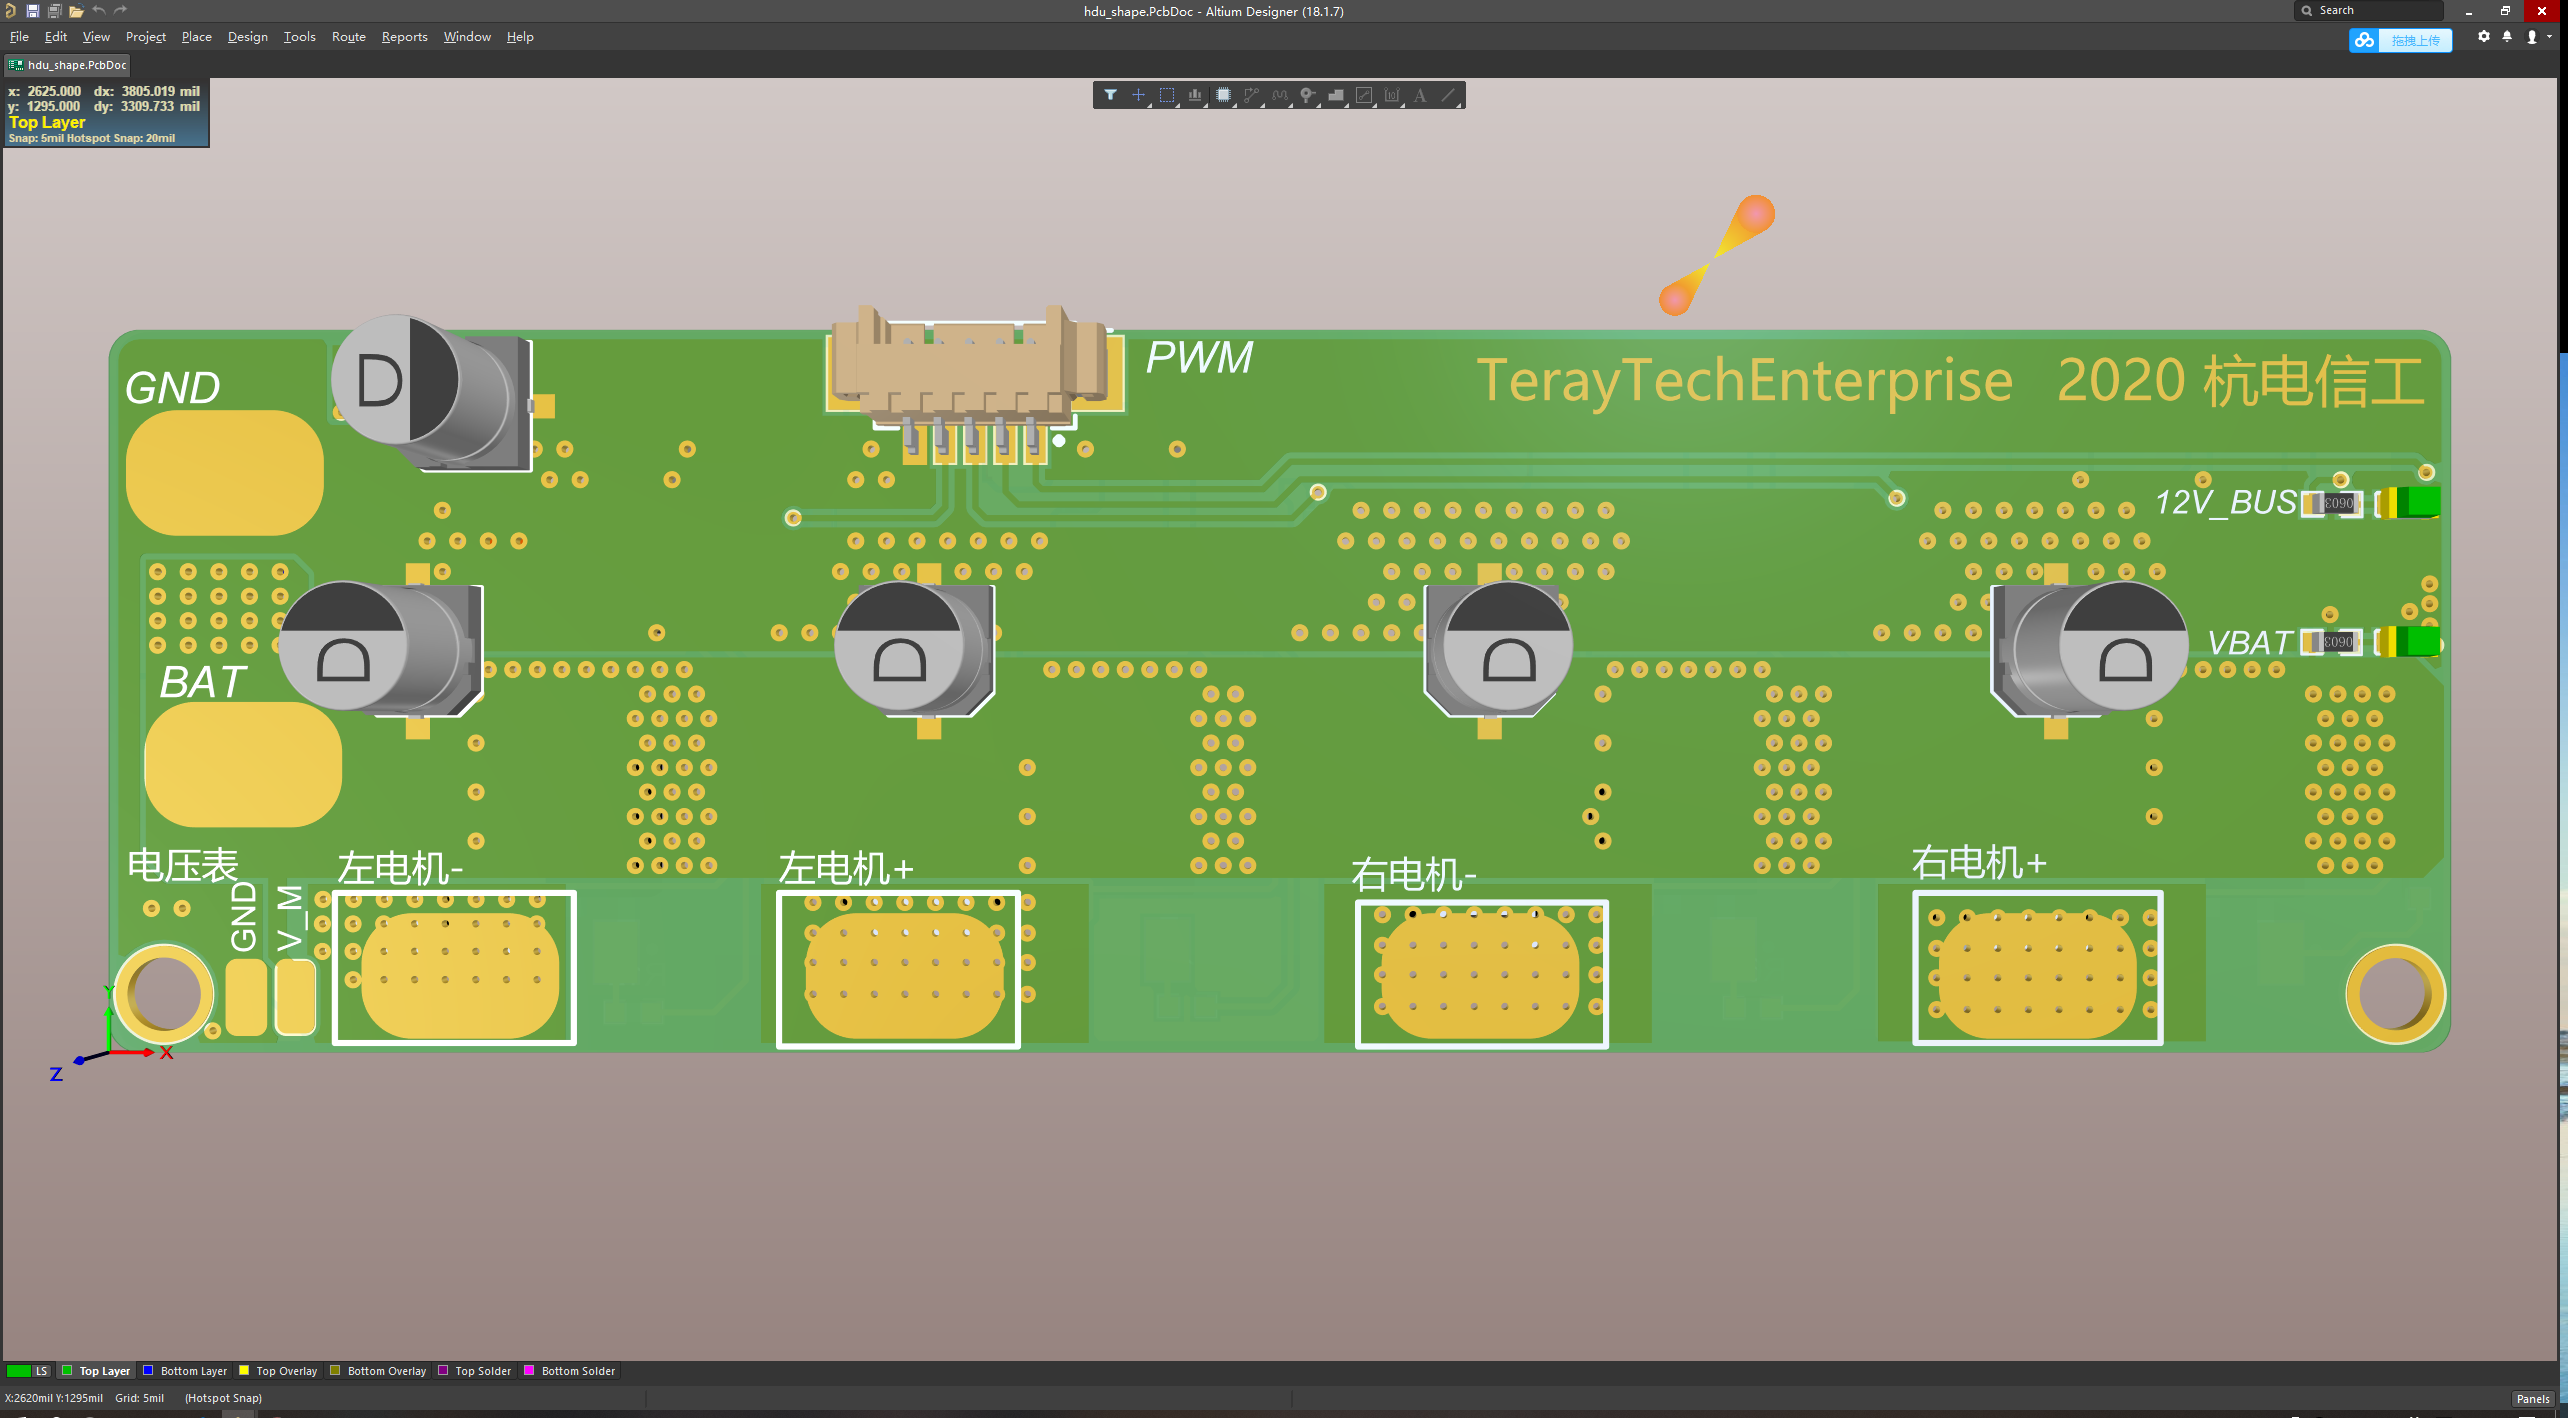 hdu_shape.PcbDoc - Altium Designer (18.1.7)
Search
File Edit View Project Place Design Tools Route Reports Window Help
拖拽上传
hdu_shape.PcbDoc
x: 2625.000 dx: 3805.019 mil
y: 1295.000 dy: 3309.733 mil
Top Layer
Snap: 5mil Hotspot Snap: 20mil
PWM
TerayTechEnterprise 2020 杭电信工
GND
D
12V_BUS
0603
D
D
D
D
VBAT
0603
BAT
电压表
左电机-
左电机+
右电机-
右电机+
GND
V_M
Y
X
Z
LS Top Layer Bottom Layer Top Overlay Bottom Overlay Top Solder Bottom Solder
X:2620mil Y:1295mil Grid: 5mil (Hotspot Snap)
Panels